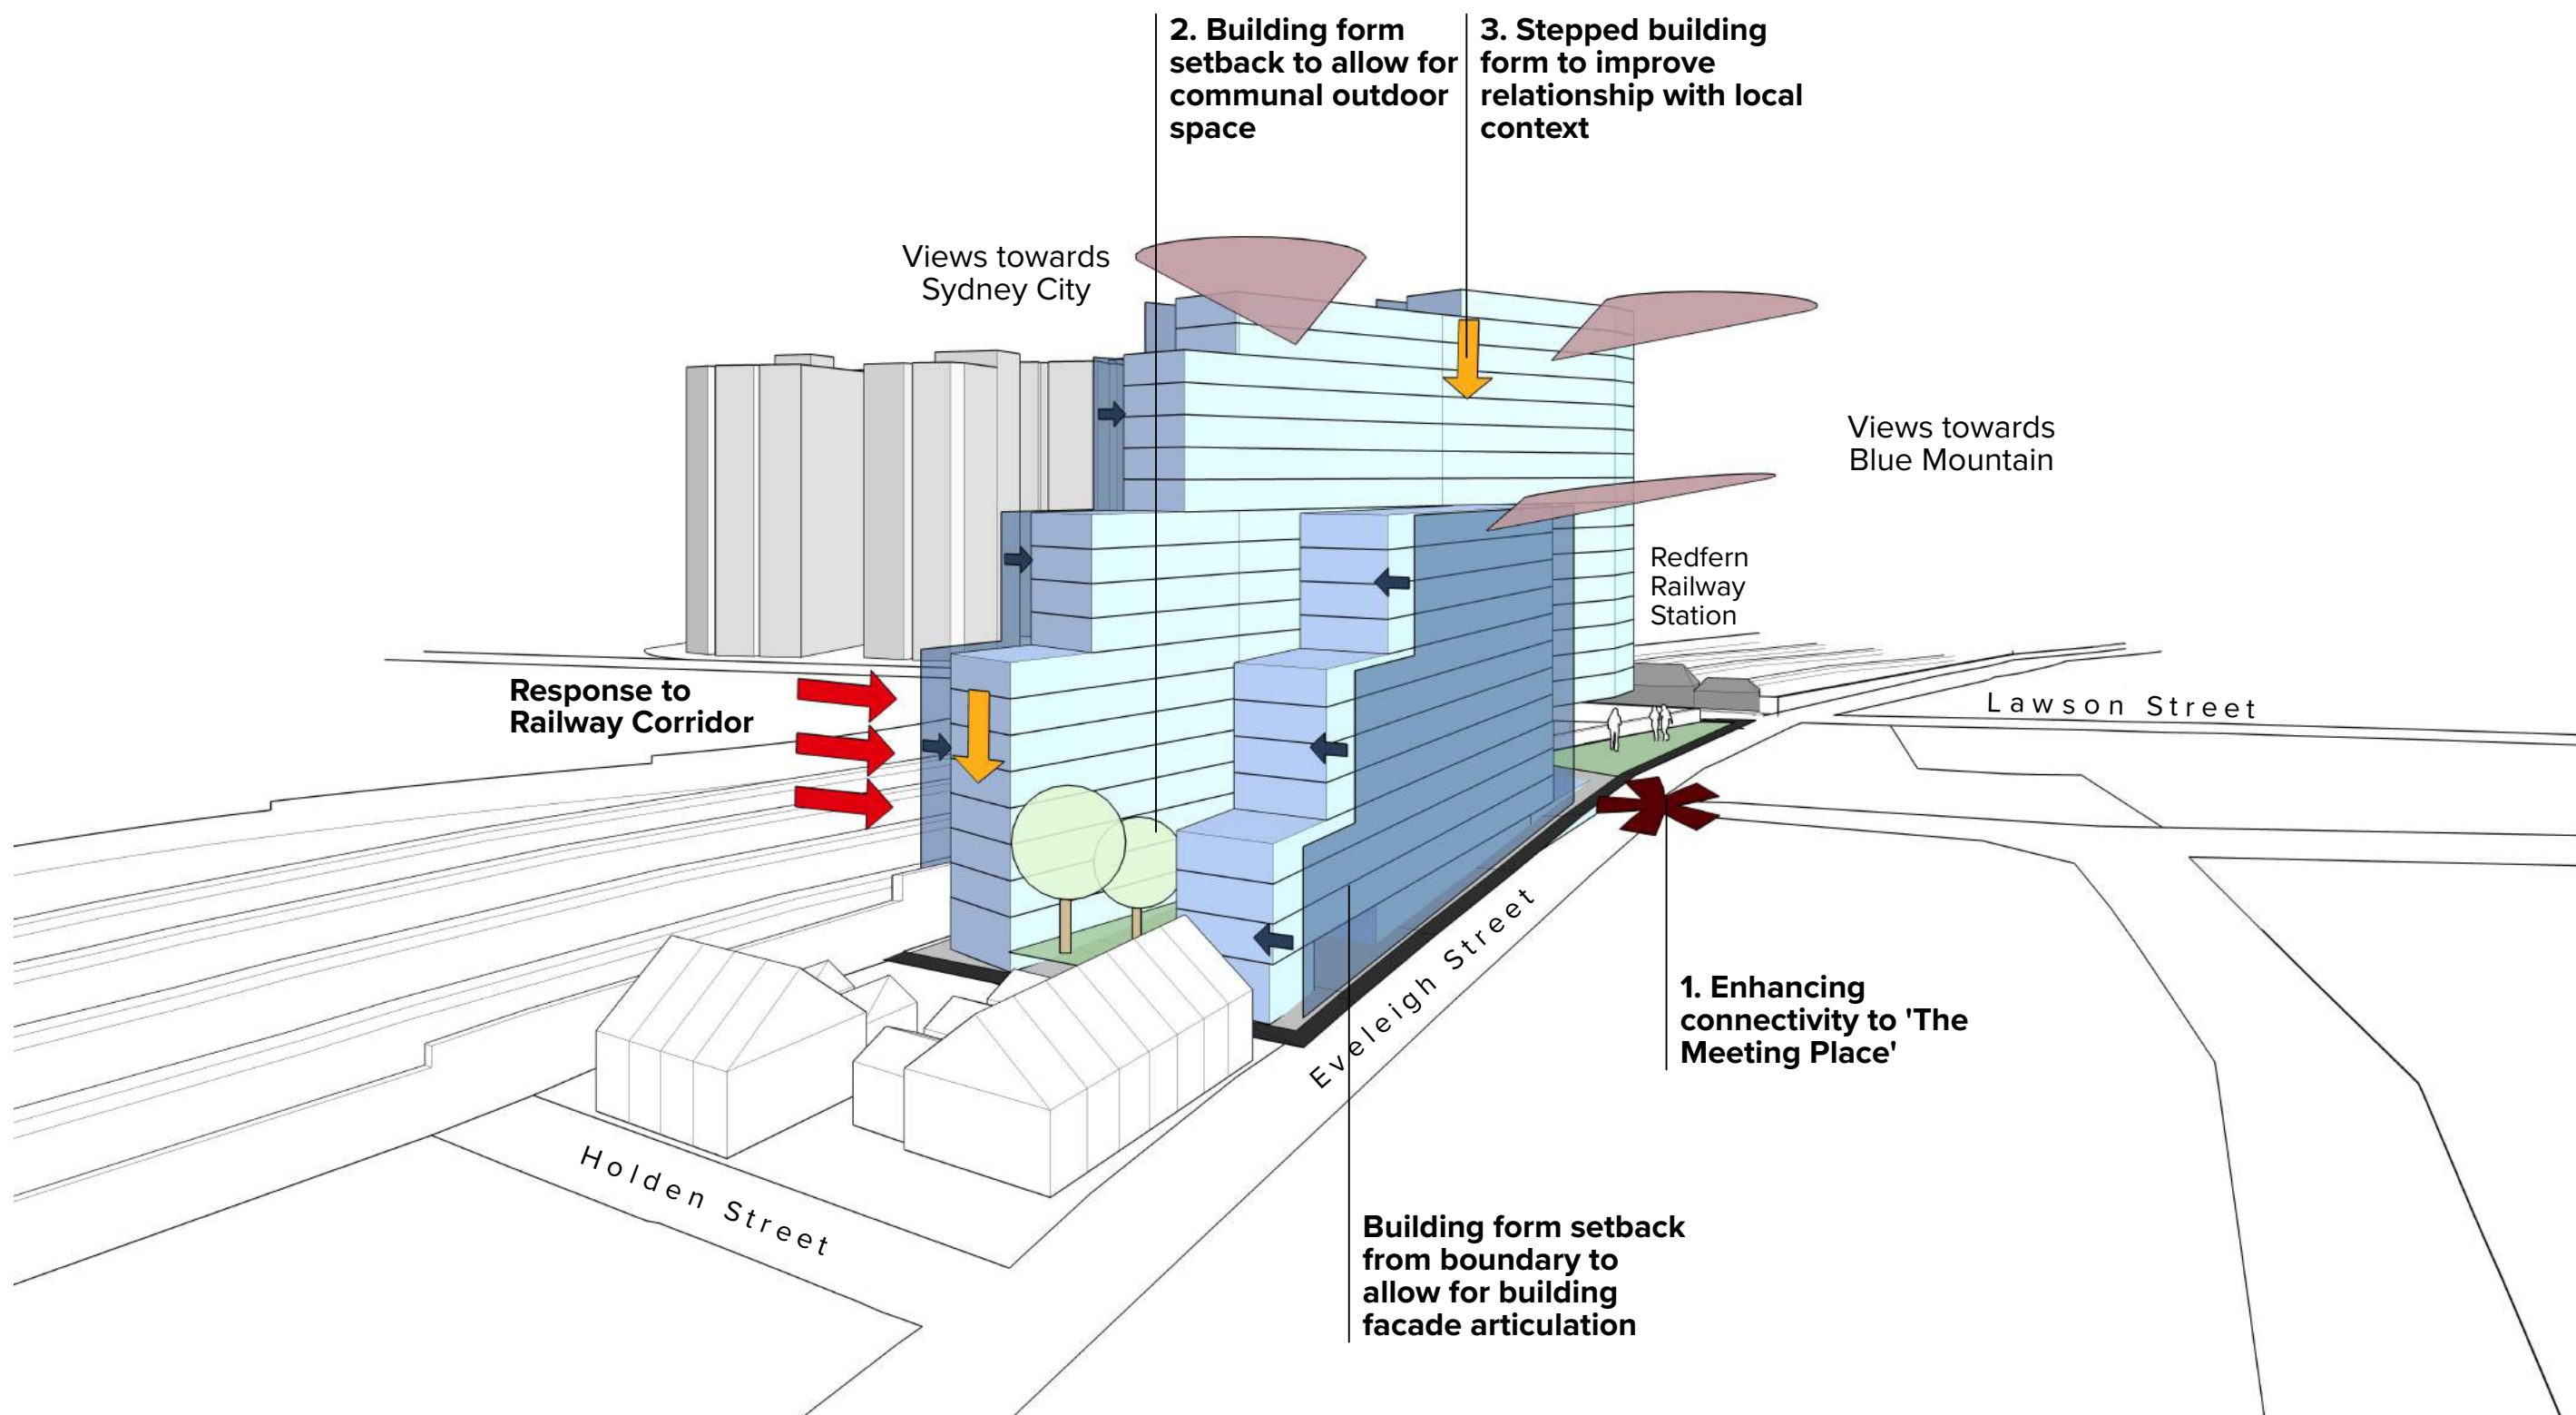 2. Building form
setback to allow for
communal outdoor
space
3. Stepped building
form to improve
relationship with local
context
Views towards
Sydney City
Views towards
Blue Mountain
Redfern
Railway
Station
Response to
Railway Corridor
Lawson Street
Eveleigh Street
1. Enhancing
connectivity to 'The
Meeting Place'
Holden Street
Building form setback
from boundary to
allow for building
facade articulation